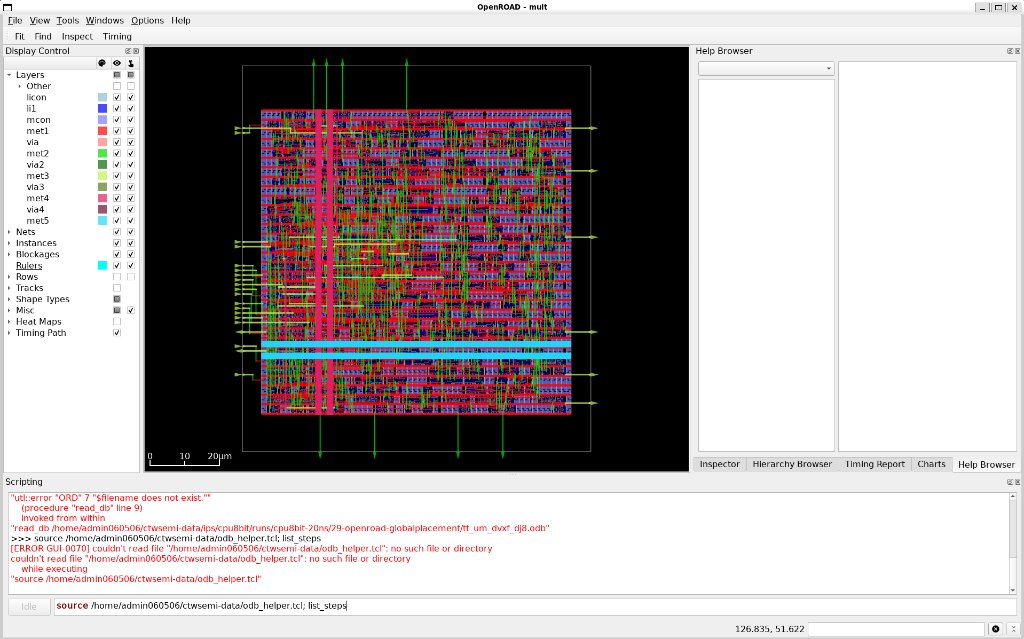 OpenROAD - mult
File View Tools Windows Options Help
Fit Find Inspect Timing
Display Control
Help Browser
Layers
Other
licon
li1
mcon
met1
via
met2
via2
met3
via3
met4
via4
met5
Nets
Instances
Blockages
Rulers
Rows
Tracks
Shape Types
Misc
Heat Maps
Timing Path
0 10 20μm
Inspector Hierarchy Browser Timing Report Charts Help Browser
Scripting
"utl::error "ORD" 7 "$filename does not exist.""
(procedure "read_db" line 9)
invoked from within
"read_db /home/admin060506/ctwsemi-data/ips/cpu8bit/runs/cpu8bit-20ns/29-openroad-globalplacement/tt_um_dvxf_dj8.odb"
>>> source /home/admin060506/ctwsemi-data/odb_helper.tcl; list_steps
[ERROR GUI-0070] couldn't read file "/home/admin060506/ctwsemi-data/odb_helper.tcl": no such file or directory
couldn't read file "/home/admin060506/ctwsemi-data/odb_helper.tcl": no such file or directory
while executing
"source /home/admin060506/ctwsemi-data/odb_helper.tcl"
Idle
source /home/admin060506/ctwsemi-data/odb_helper.tcl; list_steps
126.835, 51.622